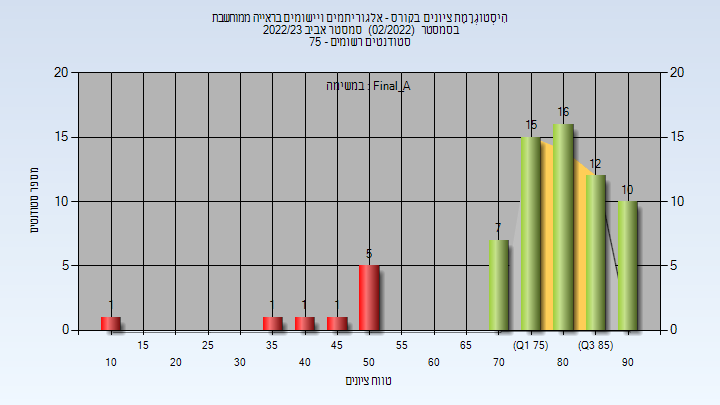 הִיסְטוֹגְרָמַת ציונים בקורס - אלגוריתמים ויישומים בראייה ממוחשבת
בסמסטר (02/2022) סמסטר אביב 2022/23
סטודנטים רשומים - 75
במשימה : Final_A
20 20
15 15
10 10
5 5
0 0
מספר סטודנטים
1 1 1 1 5 7 15 16 12 10
15 25 35 45 55 65 (Q1 75) (Q3 85)
10 20 30 40 50 60 70 80 90
טווח ציונים